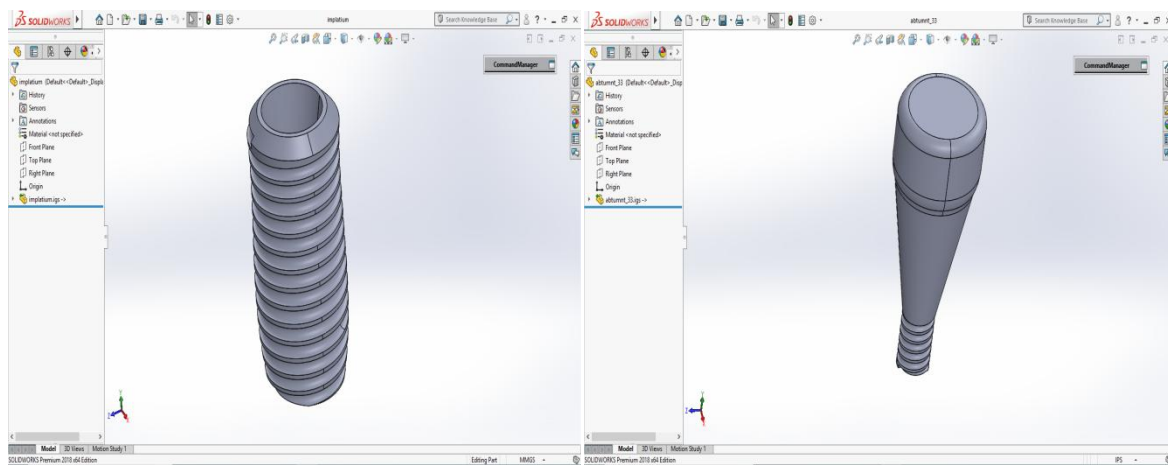 SOLIDWORKS
implatium
Search Knowledge Base
CommandManager
implatium (Default<<Default>_Displ
History
Sensors
Annotations
Material <not specified>
Front Plane
Top Plane
Right Plane
Origin
implatium.igs ->
Model 3D Views Motion Study 1
SOLIDWORKS Premium 2018 x64 Edition
Editing Part MMGS
SOLIDWORKS
abtumnt_33
Search Knowledge Base
CommandManager
abtumnt_33 (Default<<Default>_Disp
History
Sensors
Annotations
Material <not specified>
Front Plane
Top Plane
Right Plane
Origin
abtumnt_33.igs ->
Model 3D Views Motion Study 1
SOLIDWORKS Premium 2018 x64 Edition
IPS